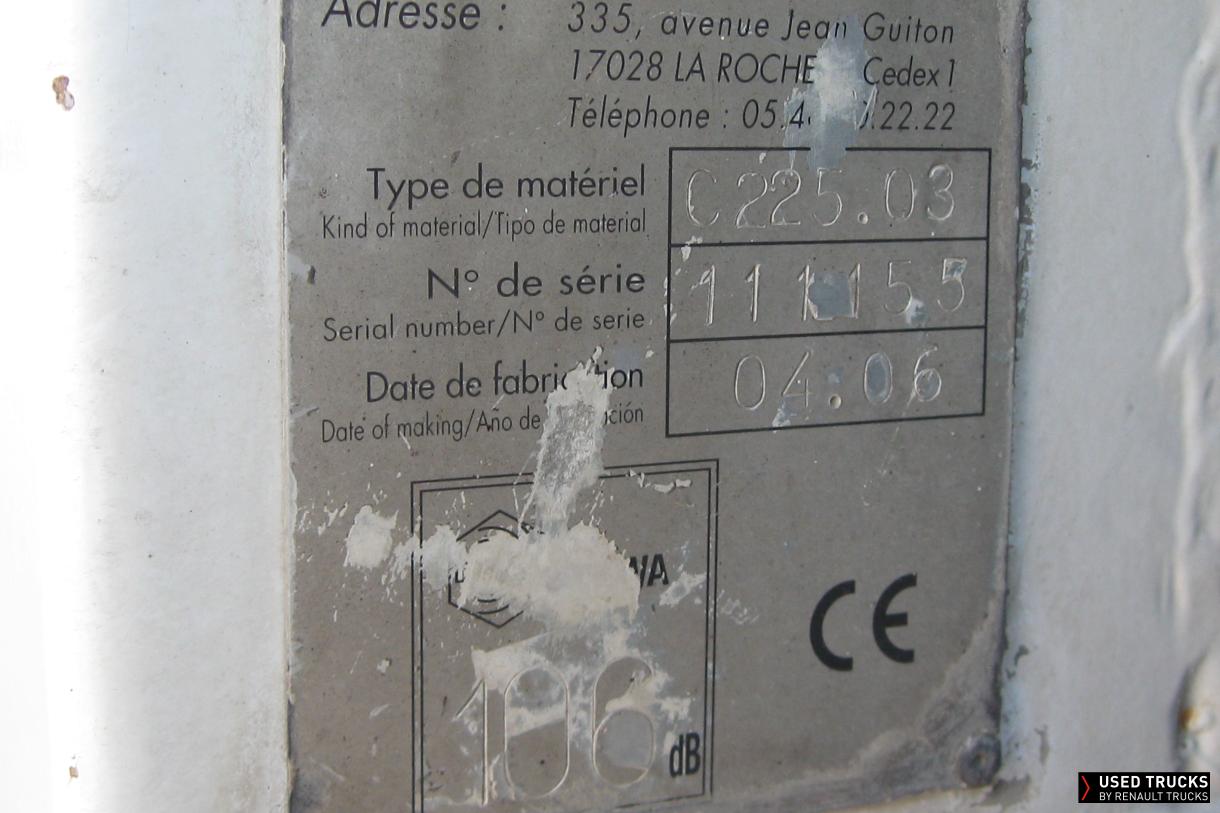 Adresse : 335, avenue Jean Guiton
17028 LA Cedex 1
Téléphone :
Type de matériel C225.03
Kind of material/Tipo de material
N° de série 111155
Serial number/N° de serie
Date de 04:06
Date of making/Año de
CE
106 dB
USED TRUCKS
BY RENAULT TRUCKS